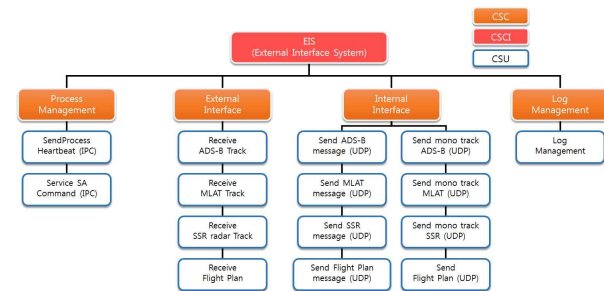 CSC
CSCI
CSU
EIS
(External Interface System)
Process
Management
External
Interface
Internal
Interface
Log
Management
SendProcess
Heartbeat (IPC)
Service SA
Command (IPC)
Receive
ADS-B Track
Receive
MLAT Track
Receive
SSR radar Track
Receive
Flight Plan
Send ADS-B
message (UDP)
Send MLAT
message (UDP)
Send SSR
message (UDP)
Send Flight Plan
message (UDP)
Send mono track
ADS-B (UDP)
Send mono track
MLAT (UDP)
Send mono track
SSR (UDP)
Send
Flight Plan (UDP)
Log
Management